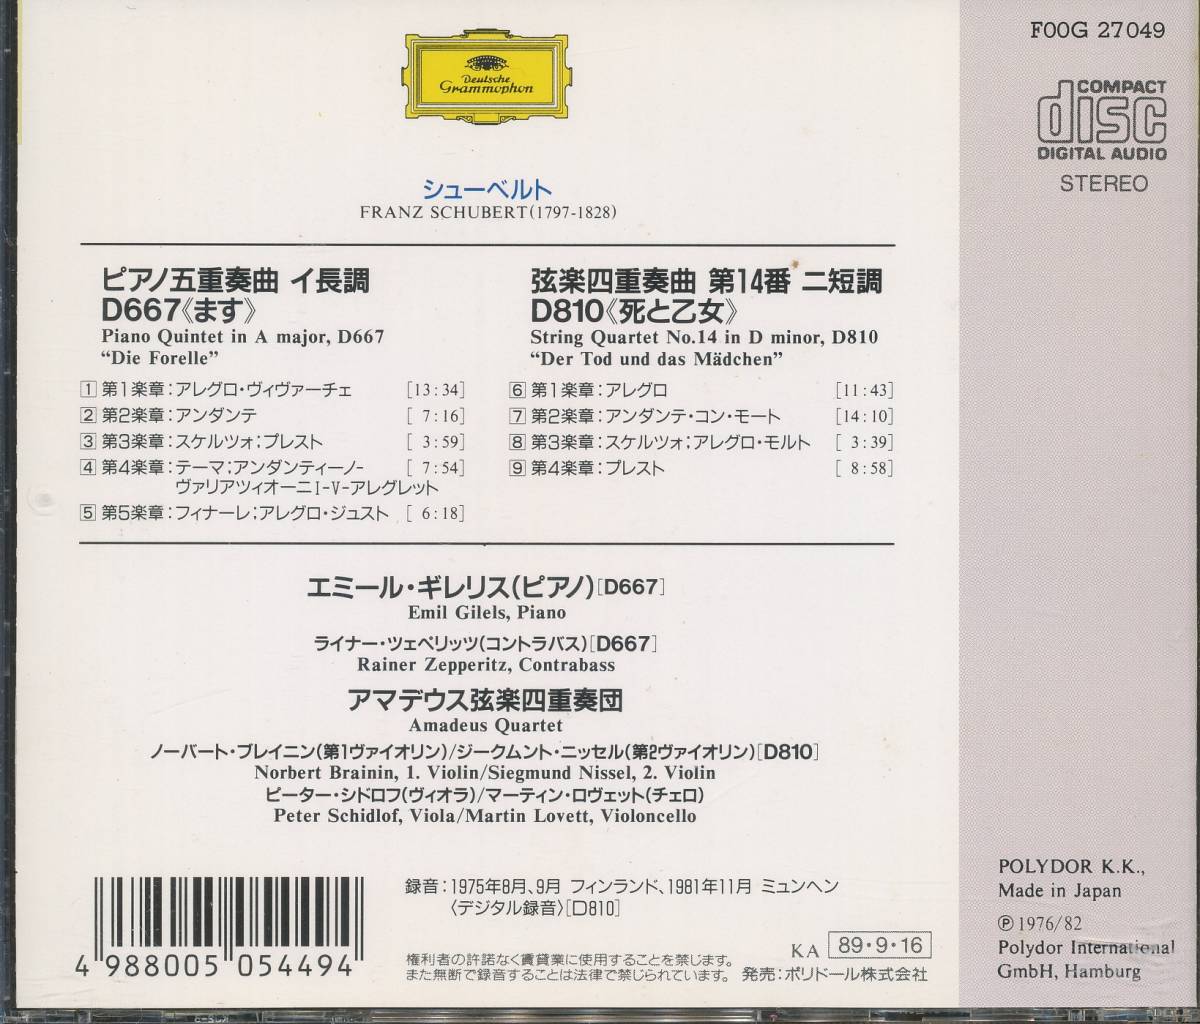 FOOG 27049
Deutsche
Grammophon
COMPACT
disc
DIGITAL AUDIO
STEREO
シューベルト
FRANZ SCHUBERT(1797-1828)
ピアノ五重奏曲 イ長調
D667《ます》
Piano Quintet in A major, D667
“Die Forelle”
1 第1楽章:アレグロ・ヴィヴァーチェ [13:34]
2 第2楽章:アンダンテ [ 7:16]
3 第3楽章:スケルツォ;プレスト [ 3:59]
4 第4楽章:テーマ;アンダンティーノ- [ 7:54]
ヴァリアツィオーニI-V-アレグレット
5 第5楽章:フィナーレ;アレグロ・ジュスト [ 6:18]
弦楽四重奏曲 第14番 ニ短調
D810《死と乙女》
String Quartet No.14 in D minor, D810
“Der Tod und das Mädchen”
6 第1楽章:アレグロ [11:43]
7 第2楽章:アンダンテ・コン・モート [14:10]
8 第3楽章:スケルツォ;アレグロ・モルト [ 3:39]
9 第4楽章:プレスト [ 8:58]
エミール・ギレリス(ピアノ)[D667]
Emil Gilels, Piano
ライナー・ツェペリッツ(コントラバス)[D667]
Rainer Zepperitz, Contrabass
アマデウス弦楽四重奏団
Amadeus Quartet
ノーバート・ブレイニン(第1ヴァイオリン)/ジークムント・ニッセル(第2ヴァイオリン)[D810]
Norbert Brainin, 1. Violin/Siegmund Nissel, 2. Violin
ピーター・シドロフ(ヴィオラ)/マーティン・ロヴェット(チェロ)
Peter Schidlof, Viola/Martin Lovett, Violoncello
録音:1975年8月、9月 フィンランド、1981年11月 ミュンヘン
〈デジタル録音〉[D810]
KA 89・9・16
権利者の許諾なく賃貸業に使用することを禁じます。
また無断で録音することは法律で禁じられています。 発売:ポリドール株式会社
4 988005 054494
POLYDOR K.K.,
Made in Japan
Ⓟ 1976/82
Polydor International
GmbH, Hamburg